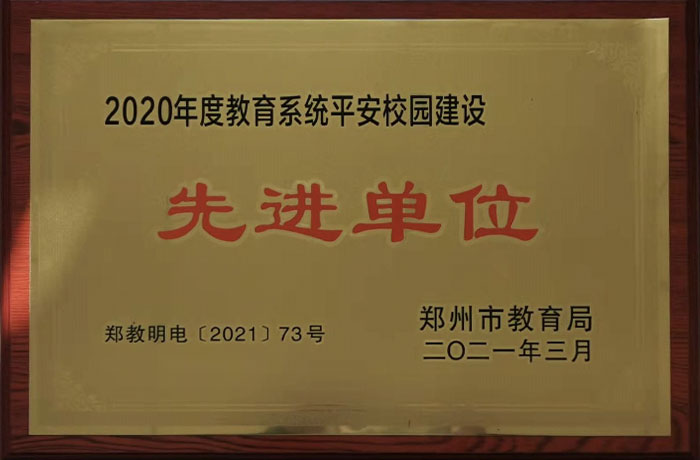 2020年度教育系统平安校园建设
先进单位
郑教明电〔2021〕73号
郑州市教育局
二〇二一年三月